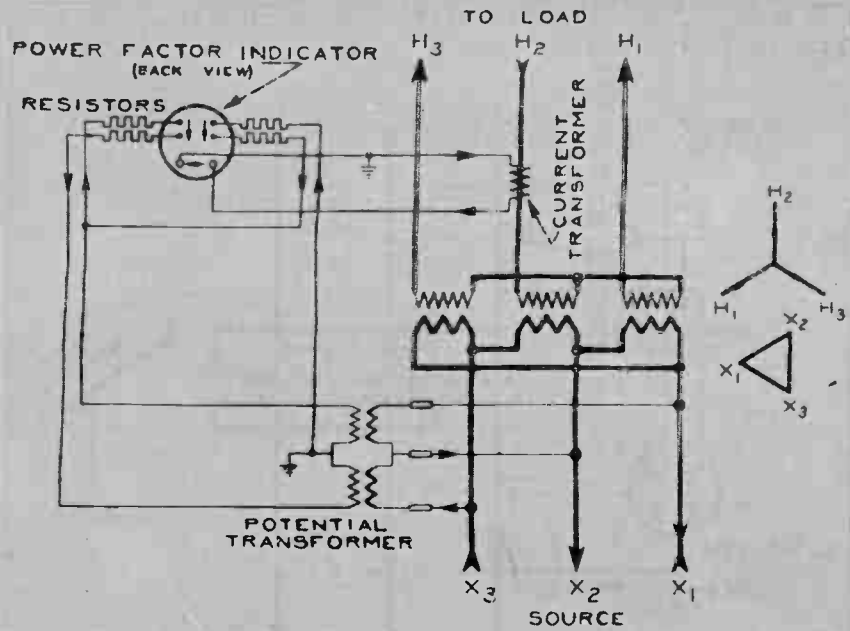 TO LOAD
H3 H2 H1
POWER FACTOR INDICATOR
(BACK VIEW)
RESISTORS
CURRENT
TRANSFORMER
H2
H1 H3
X2
X1
X3
POTENTIAL
TRANSFORMER
X3 X2 X1
SOURCE